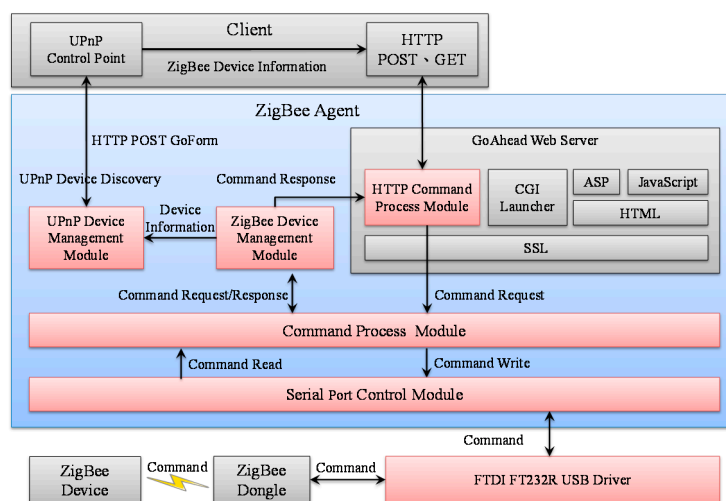 Client
UPnP
Control Point
ZigBee Device Information
HTTP
POST、GET
ZigBee Agent
HTTP POST GoForm
UPnP Device Discovery
Command Response
GoAhead Web Server
HTTP Command
Process Module
CGI
Launcher
ASP
JavaScript
HTML
SSL
UPnP Device
Management
Module
Device
Information
ZigBee Device
Management
Module
Command Request/Response
Command Request
Command Process Module
Command Read
Command Write
Serial Port Control Module
Command
ZigBee
Device
Command
ZigBee
Dongle
Command
FTDI FT232R USB Driver